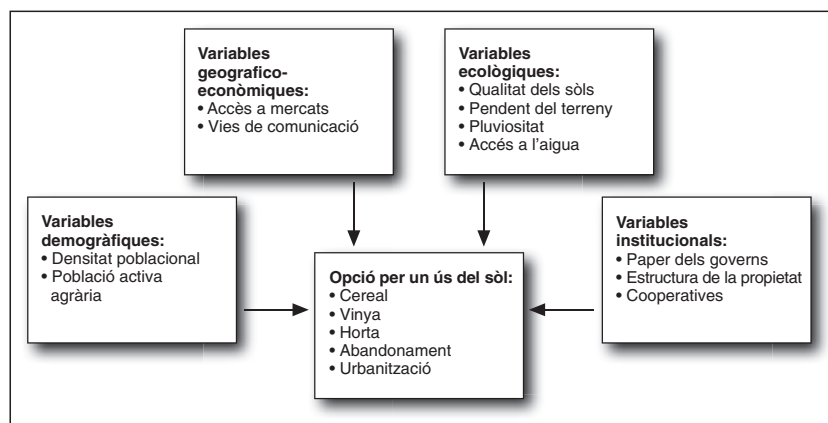 Variables
geografico-
econòmiques:
• Accès a mercats
• Vies de comunicació
Variables
ecològiques:
• Qualitat dels sòls
• Pendent del terreny
• Pluviositat
• Accés a l'aigua
Variables
demogràfiques:
• Densitat poblacional
• Població activa
agrària
Opció per un ús del sòl:
• Cereal
• Vinya
• Horta
• Abandonament
• Urbanització
Variables
institucionals:
• Paper dels governs
• Estructura de la propietat
• Cooperatives